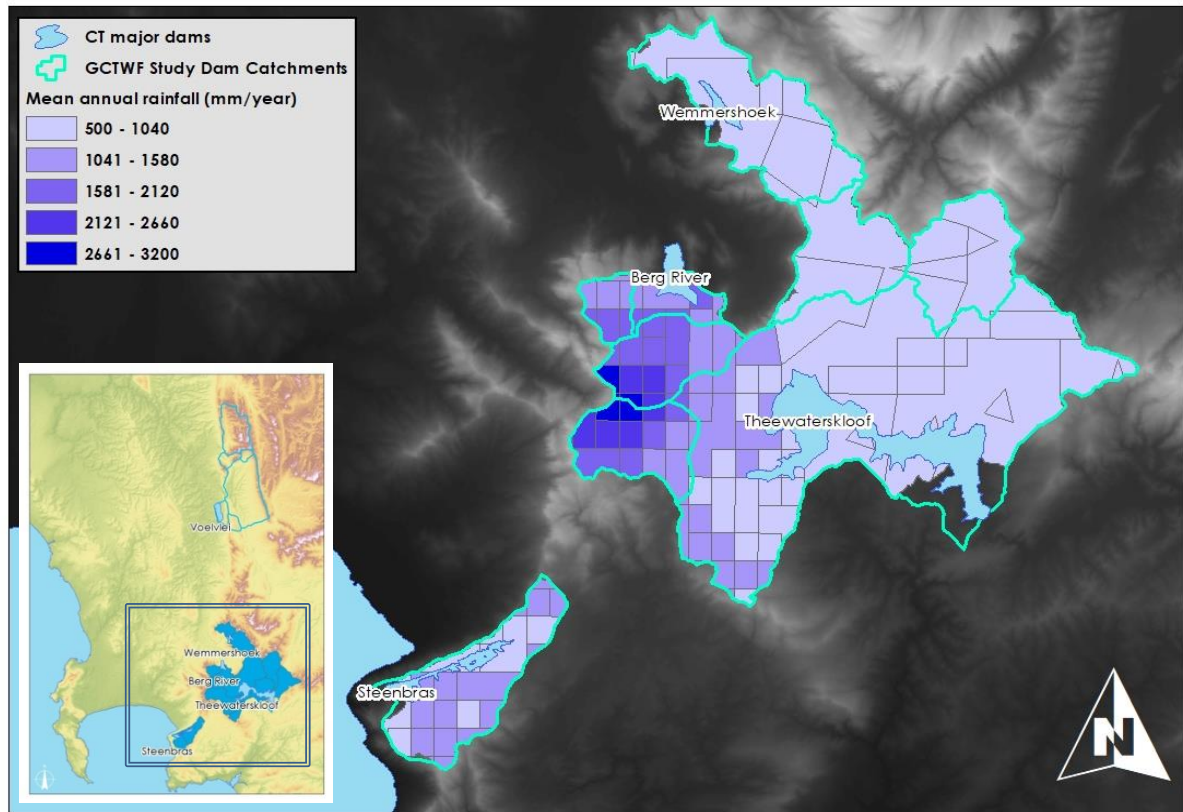 CT major dams
GCTWF Study Dam Catchments
Mean annual rainfall (mm/year)
500 - 1040
1041 - 1580
1581 - 2120
2121 - 2660
2661 - 3200
Wemmershoek
Berg River
Theewaterskloof
Steenbras
Voelvlei
Wemmershoek
Berg River
Theewaterskloof
Steenbras
N